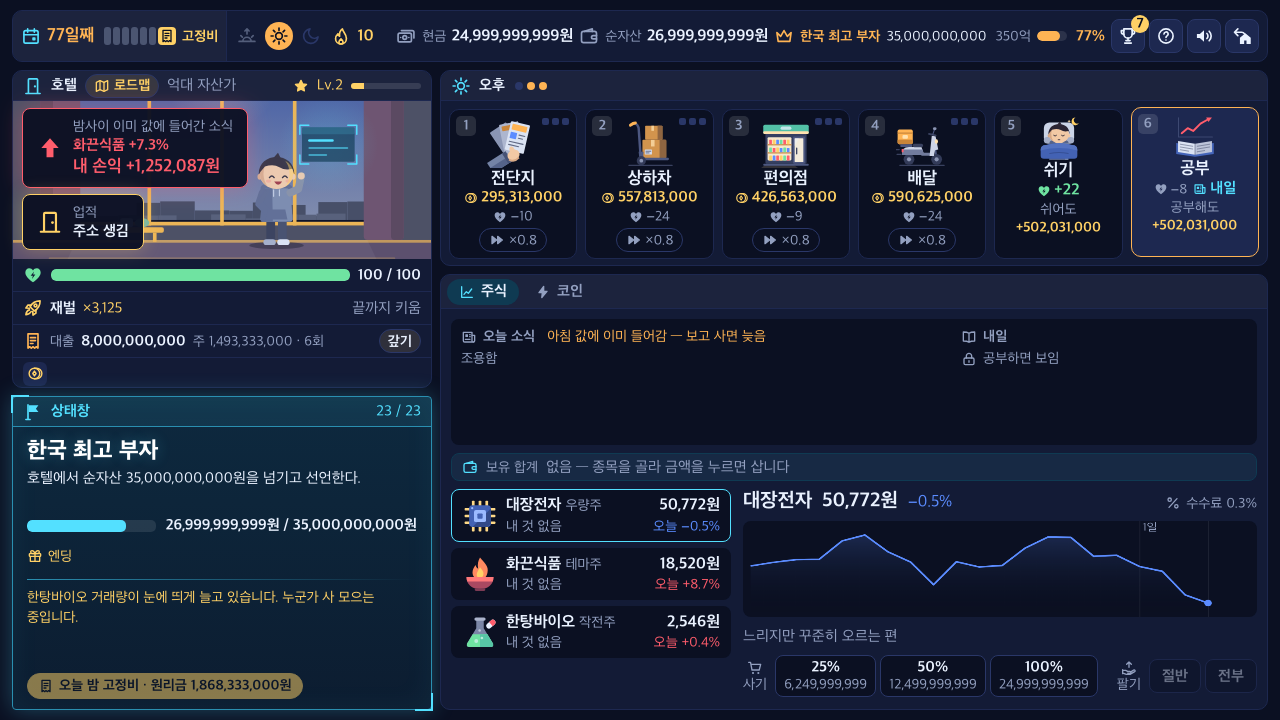 77일째 고정비
10
현금 24,999,999,999원
순자산 26,999,999,999원
한국 최고 부자 35,000,000,000 350억 77%
7
호텔 로드맵 억대 자산가 Lv.2
밤사이 이미 값에 들어간 소식
화끈식품 +7.3%
내 손익 +1,252,087원
업적
주소 생김
100 / 100
재벌 ×3,125 끝까지 키움
대출 8,000,000,000 주 1,493,333,000 · 6회 갚기
상태창 23 / 23
한국 최고 부자
호텔에서 순자산 35,000,000,000원을 넘기고 선언한다.
26,999,999,999원 / 35,000,000,000원
엔딩
한탕바이오 거래량이 눈에 띄게 늘고 있습니다. 누군가 사 모으는
중입니다.
오늘 밤 고정비 · 원리금 1,868,333,000원
오후
1
전단지
295,313,000
−10
×0.8
2
상하차
557,813,000
−24
×0.8
3
편의점
426,563,000
−9
×0.8
4
배달
590,625,000
−24
×0.8
5
쉬기
+22
쉬어도
+502,031,000
6
공부
−8 내일
공부해도
+502,031,000
주식 코인
오늘 소식 아침 값에 이미 들어감 — 보고 사면 늦음
조용함
내일
공부하면 보임
보유 합계 없음 — 종목을 골라 금액을 누르면 삽니다
대장전자 우량주 50,772원
내 것 없음 오늘 −0.5%
화끈식품 테마주 18,520원
내 것 없음 오늘 +8.7%
한탕바이오 작전주 2,546원
내 것 없음 오늘 +0.4%
대장전자 50,772원 −0.5% 수수료 0.3%
1일
느리지만 꾸준히 오르는 편
사기
25%
6,249,999,999
50%
12,499,999,999
100%
24,999,999,999
팔기
절반
전부